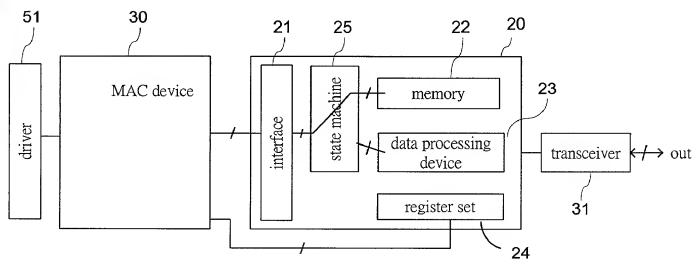 51
30
21
25
22
20
MAC device
driver
interface
state machine
memory
23
data processing
device
transceiver
out
31
register set
24